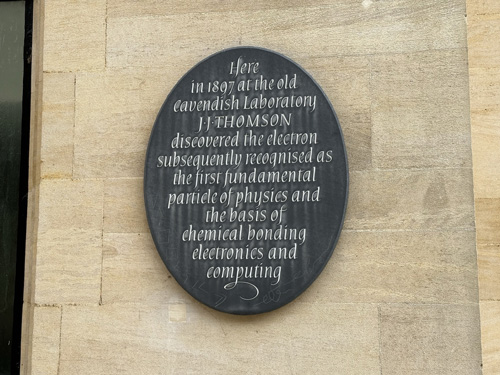 Here
in 1897 at the old
Cavendish Laboratory
J.J.THOMSON
discovered the electron
subsequently recognised as
the first fundamental
particle of physics and
the basis of
chemical bonding
electronics and
computing